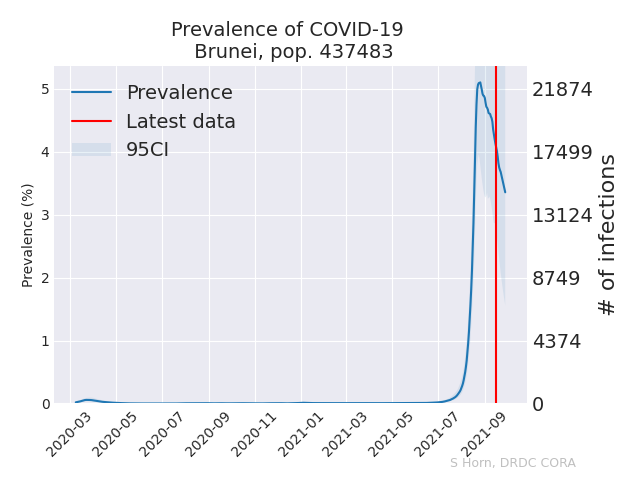 Prevalence of COVID-19
Brunei, pop. 437483
Prevalence
Latest data
95CI
Prevalence (%)
5
4
3
2
1
0
21874
17499
13124
8749
4374
0
# of infections
2020-03
2020-05
2020-07
2020-09
2020-11
2021-01
2021-03
2021-05
2021-07
2021-09
S Horn, DRDC CORA